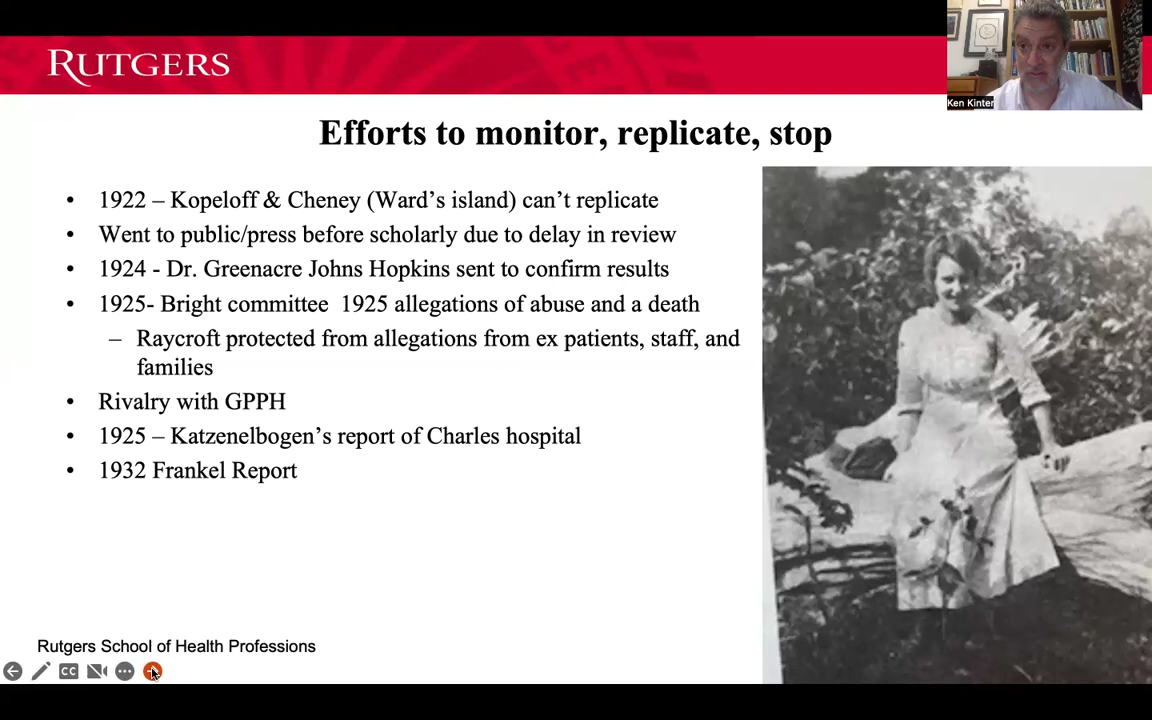 RUTGERS
Ken Kinter
Efforts to monitor, replicate, stop
• 1922 – Kopeloff & Cheney (Ward’s island) can’t replicate
• Went to public/press before scholarly due to delay in review
• 1924 - Dr. Greenacre Johns Hopkins sent to confirm results
• 1925- Bright committee  1925 allegations of abuse and a death
– Raycroft protected from allegations from ex patients, staff, and
families
• Rivalry with GPPH
• 1925 – Katzenelbogen’s report of Charles hospital
• 1932 Frankel Report
Rutgers School of Health Professions
CC